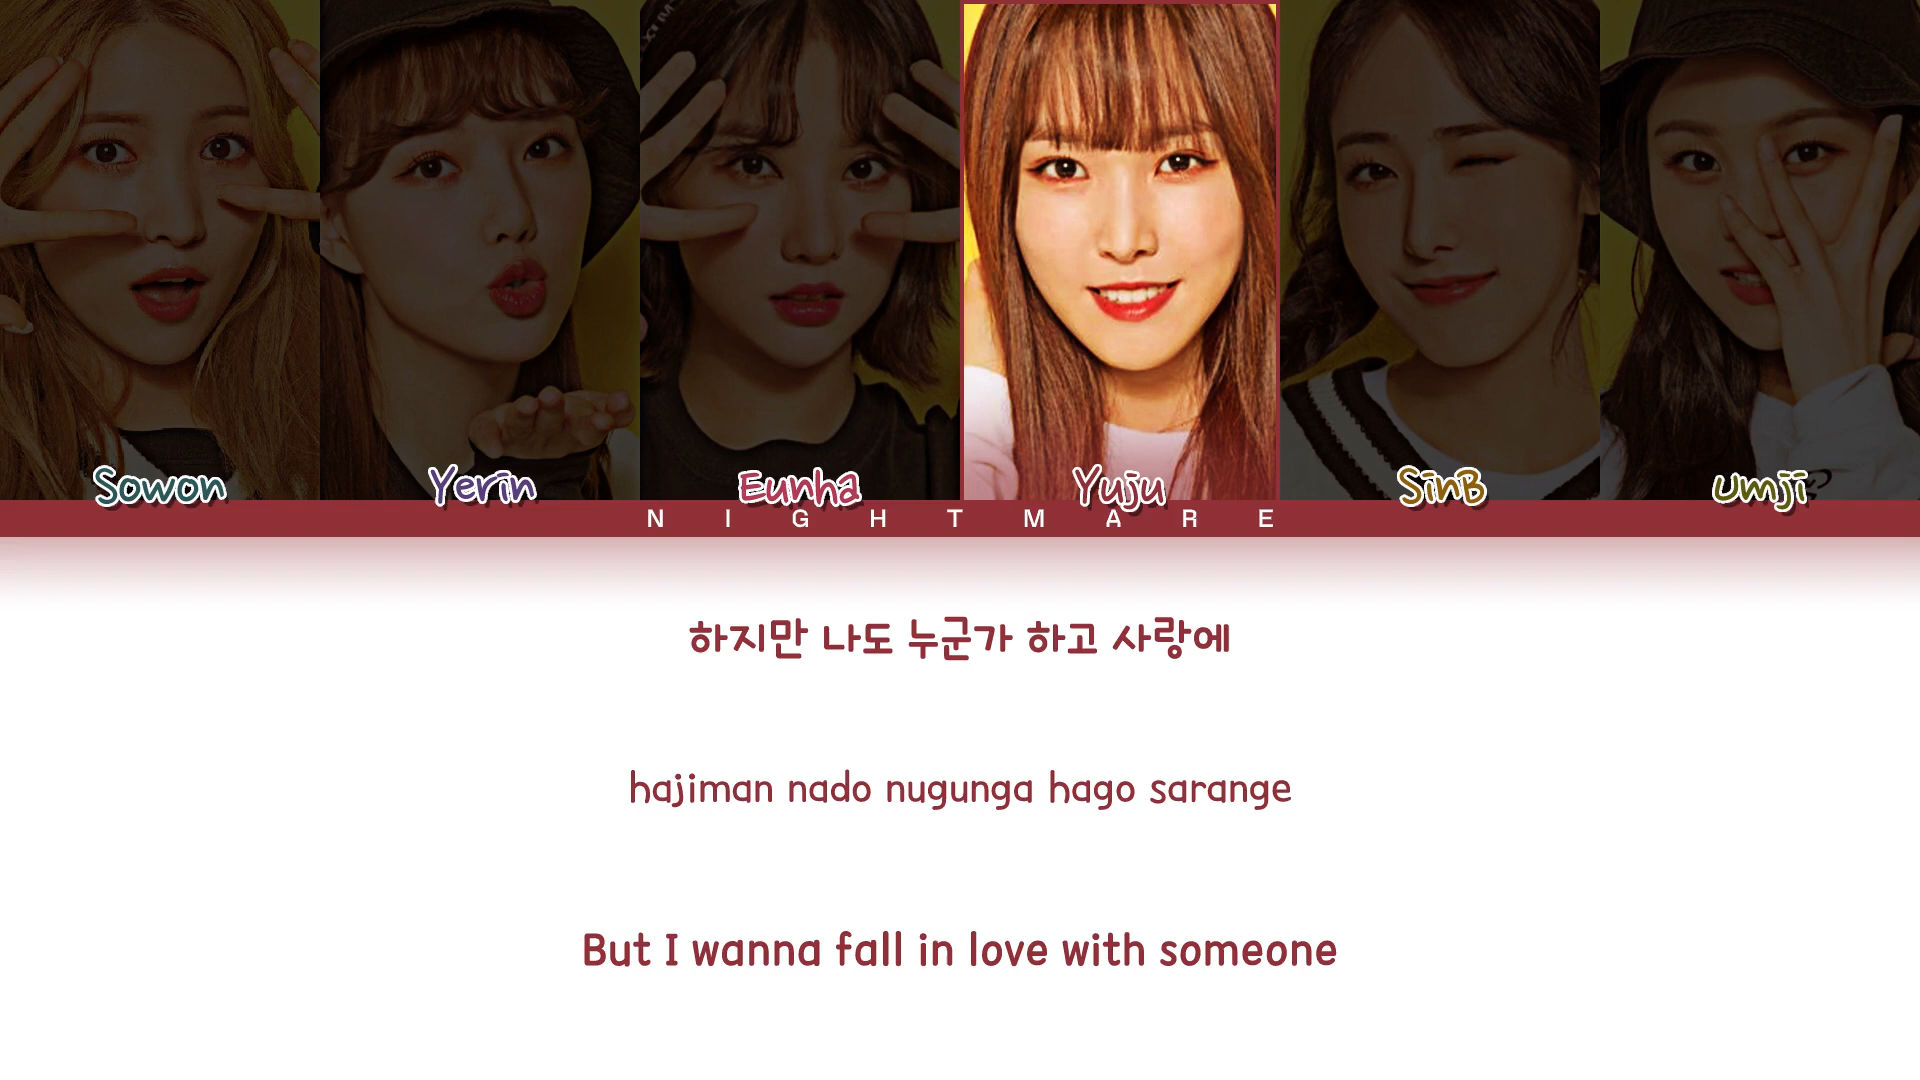 Sowon Yerin Eunha Yuju SinB Umji
NIGHTMARE
하지만 나도 누군가 하고 사랑에
hajiman nado nugunga hago sarange
But I wanna fall in love with someone